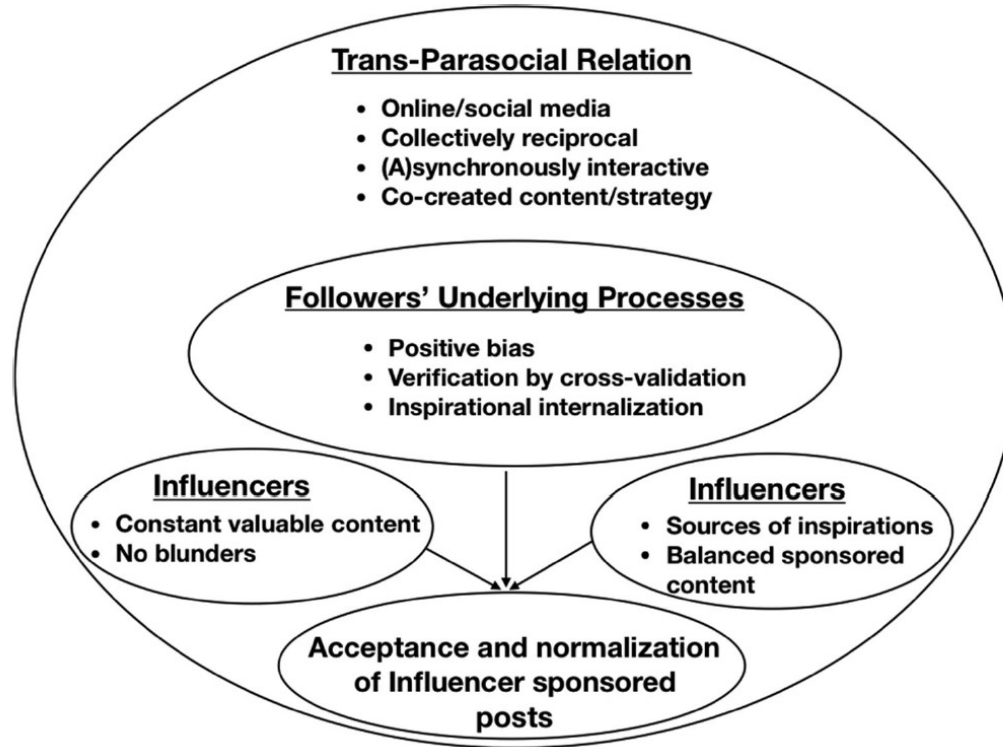 Trans-Parasocial Relation
• Online/social media
• Collectively reciprocal
• (A)synchronously interactive
• Co-created content/strategy
Followers' Underlying Processes
• Positive bias
• Verification by cross-validation
• Inspirational internalization
Influencers
• Constant valuable content
• No blunders
Influencers
• Sources of inspirations
• Balanced sponsored
content
Acceptance and normalization
of Influencer sponsored
posts